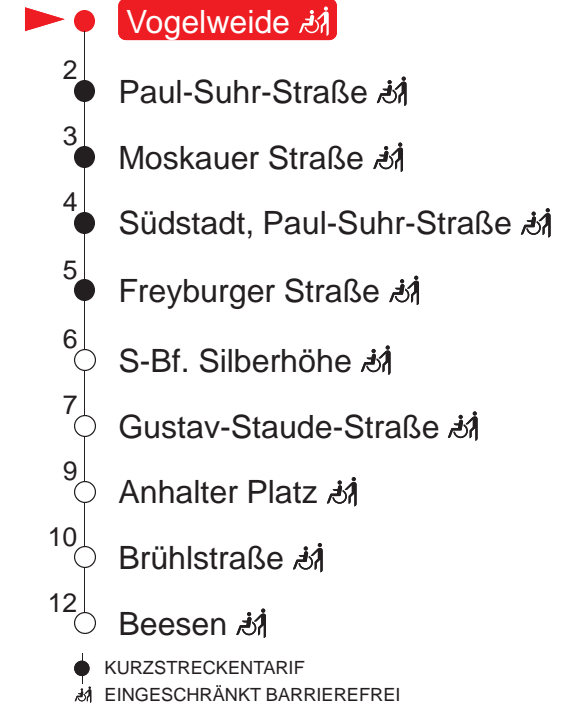 Vogelweide
2
Paul-Suhr-Straße
3
Moskauer Straße
4
Südstadt, Paul-Suhr-Straße
5
Freyburger Straße
6
S-Bf. Silberhöhe
7
Gustav-Staude-Straße
9
Anhalter Platz
10
Brühlstraße
12
Beesen
KURZSTRECKENTARIF
EINGESCHRÄNKT BARRIEREFREI